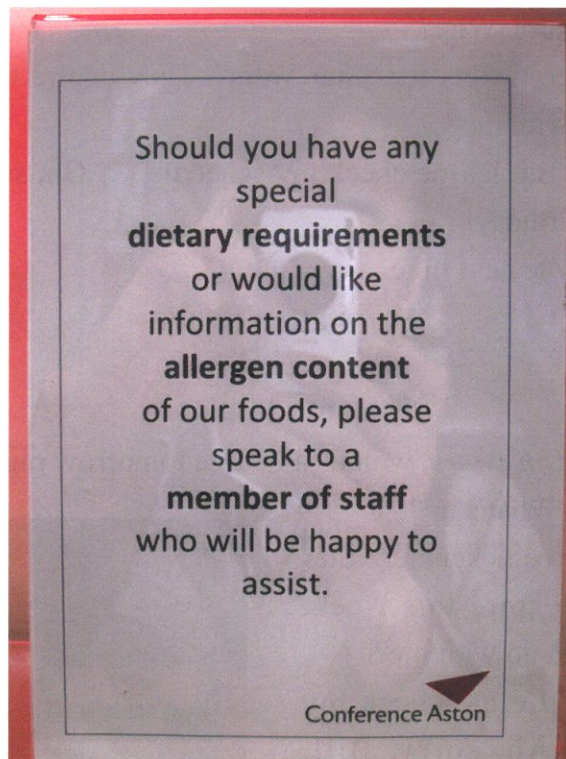 Should you have any
special
dietary requirements
or would like
information on the
allergen content
of our foods, please
speak to a
member of staff
who will be happy to
assist.
Conference Aston